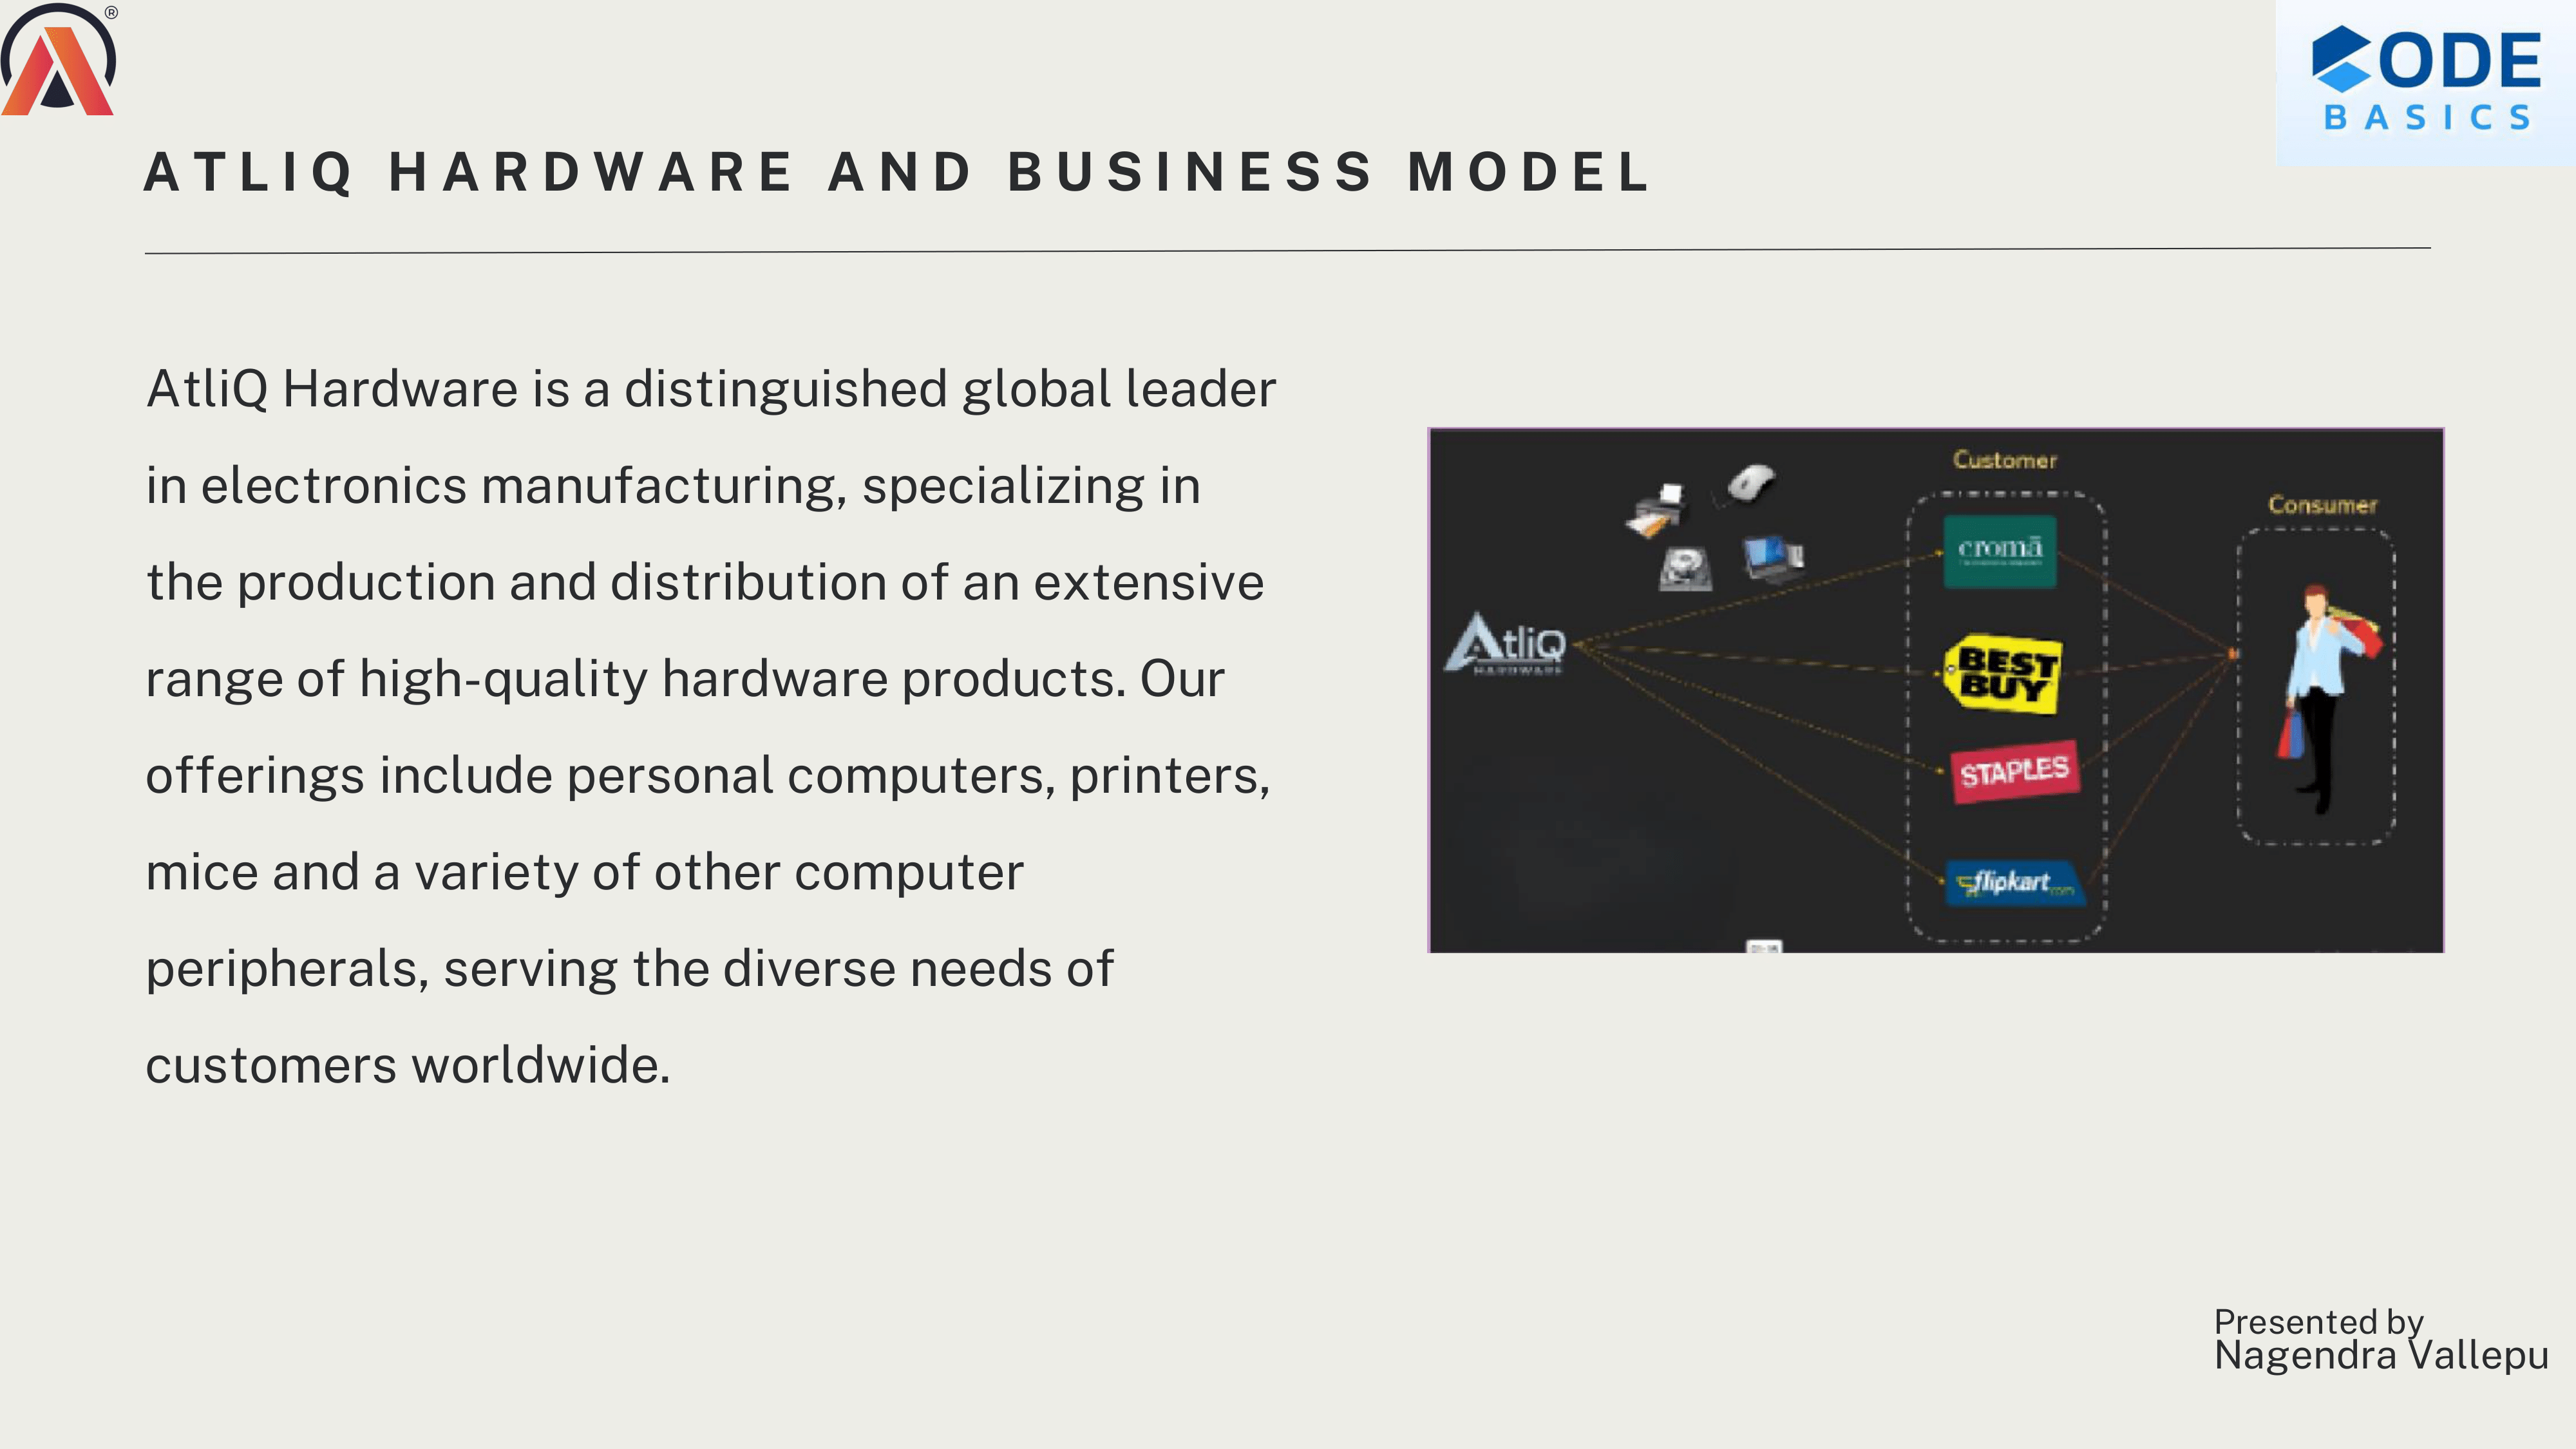 ®
CODE
BASICS
ATLIQ HARDWARE AND BUSINESS MODEL
AtliQ Hardware is a distinguished global leader
in electronics manufacturing, specializing in
the production and distribution of an extensive
range of high-quality hardware products. Our
offerings include personal computers, printers,
mice and a variety of other computer
peripherals, serving the diverse needs of
customers worldwide.
Customer
Consumer
cromā
AtliQ
HARDWARE
BEST
BUY
STAPLES
flipkart
Presented by
Nagendra Vallepu